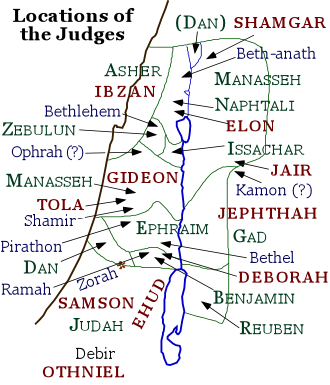 Locations of
the Judges
(DAN)
SHAMGAR
Beth-anath
ASHER
MANASSEH
IBZAN
NAPHTALI
Bethlehem
ELON
ZEBULUN
ISSACHAR
Ophrah (?)
JAIR
GIDEON
MANASSEH
Kamon (?)
TOLA
JEPHTHAH
Shamir
EPHRAIM
GAD
Pirathon
Bethel
DAN
DEBORAH
Zorah
Ramah
BENJAMIN
SAMSON
EHUD
JUDAH
REUBEN
Debir
OTHNIEL